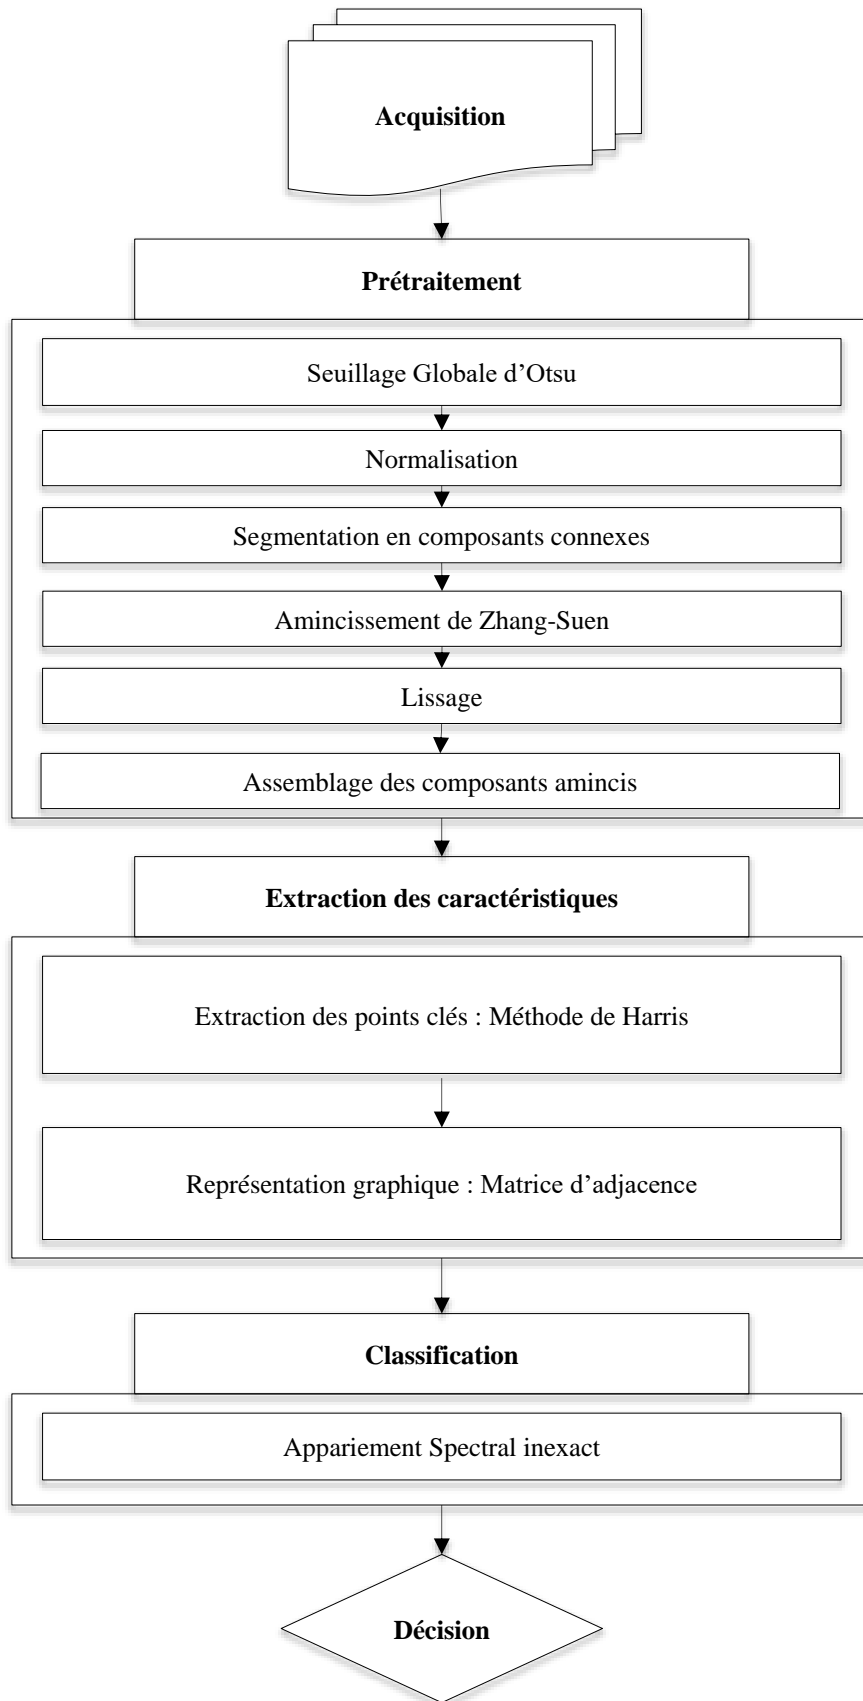 Acquisition
Prétraitement
Seuillage Globale d’Otsu
Normalisation
Segmentation en composants connexes
Amincissement de Zhang-Suen
Lissage
Assemblage des composants amincis
Extraction des caractéristiques
Extraction des points clés : Méthode de Harris
Représentation graphique : Matrice d’adjacence
Classification
Appariement Spectral inexact
Décision